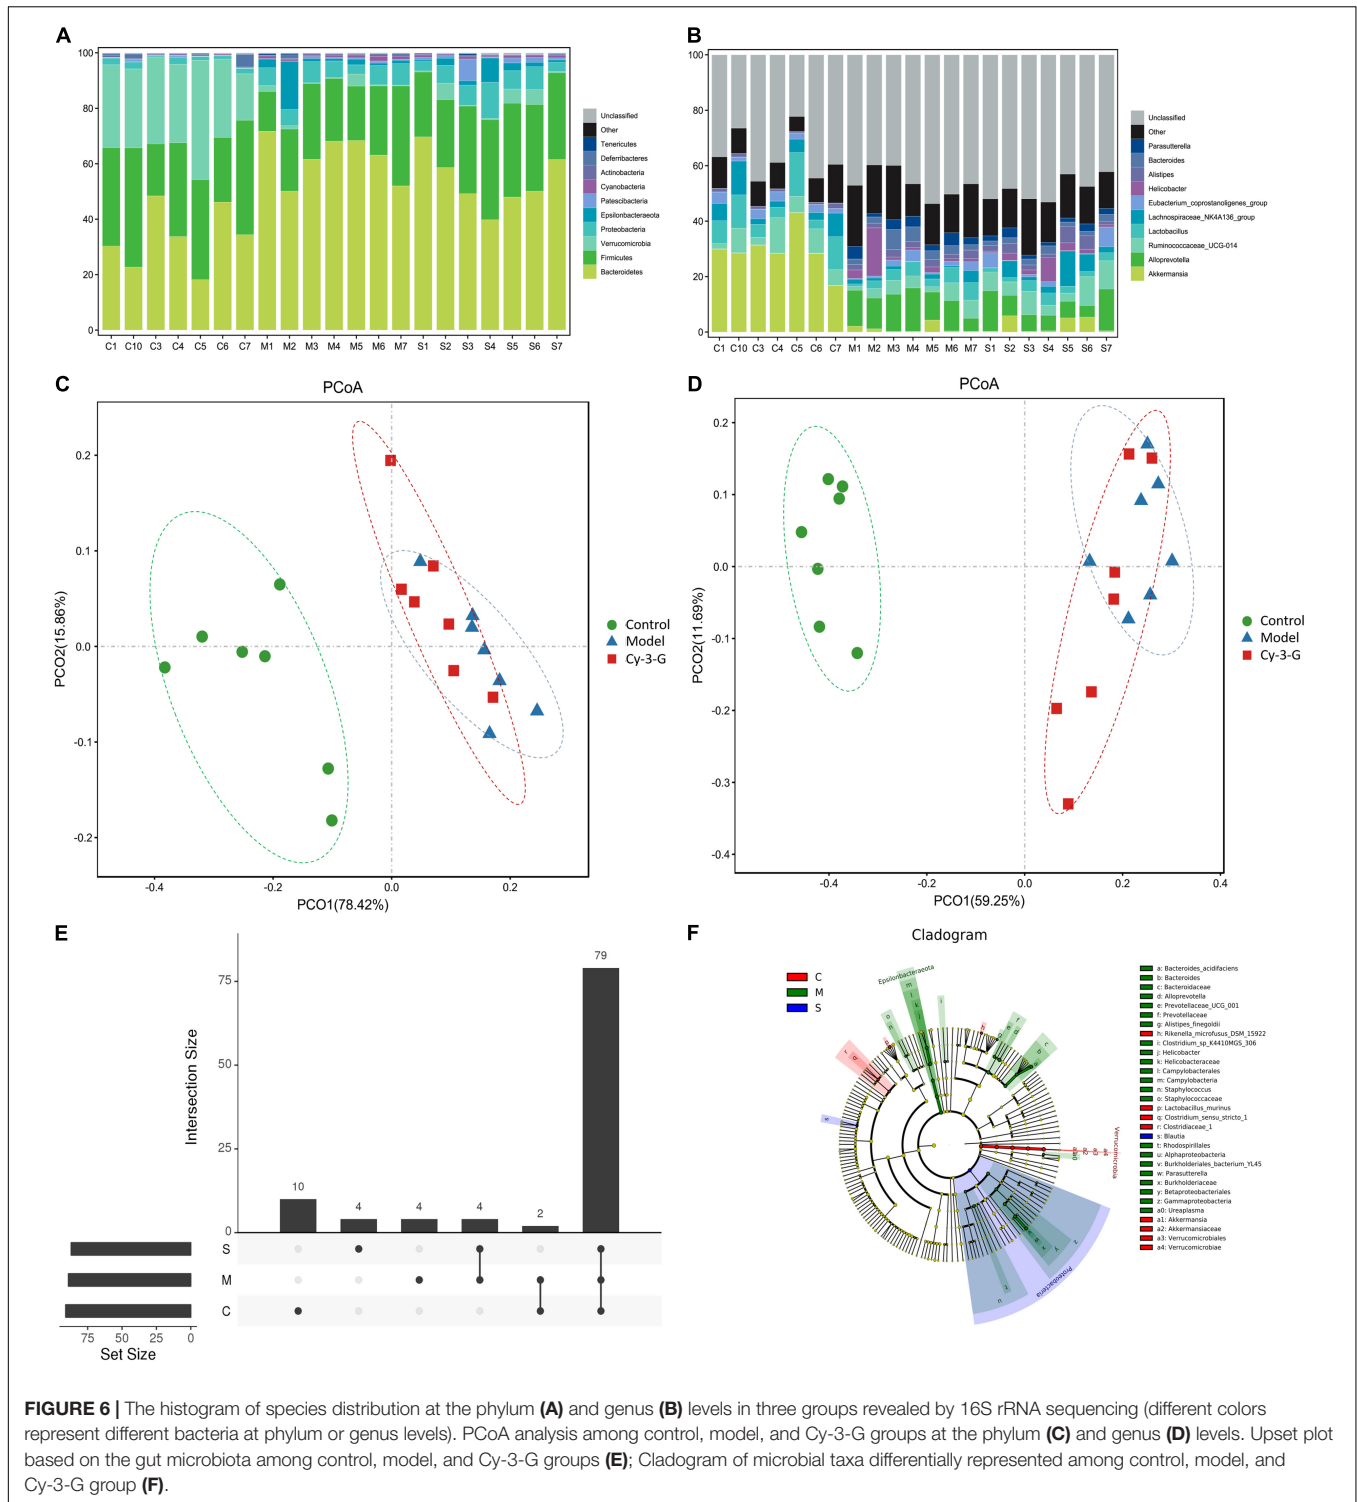 A
100
80
60
40
20
0
C1 C10 C3 C4 C5 C6 C7 M1 M2 M3 M4 M5 M6 M7 S1 S2 S3 S4 S5 S6 S7
Unclassified
Other
Tenericutes
Deferribacteres
Actinobacteria
Cyanobacteria
Patescibacteria
Epsilonbacteraeota
Proteobacteria
Verrucomicrobia
Firmicutes
Bacteroidetes
B
100
80
60
40
20
0
C1 C10 C3 C4 C5 C6 C7 M1 M2 M3 M4 M5 M6 M7 S1 S2 S3 S4 S5 S6 S7
Unclassified
Other
Parasutterella
Bacteroides
Alistipes
Helicobacter
Eubacterium_coprostanoligenes_group
Lachnospiraceae_NK4A136_group
Lactobacillus
Ruminococcaceae_UCG-014
Alloprevotella
Akkermansia
C
PCoA
PCO2(15.86%)
0.2
0.1
0.0
-0.1
-0.2
-0.4 -0.2 0.0 0.2
PCO1(78.42%)
Control
Model
Cy-3-G
D
PCoA
PCO2(11.69%)
0.2
0.1
0.0
-0.1
-0.2
-0.3
-0.4
-0.4 -0.2 0.0 0.2 0.4
PCO1(59.25%)
Control
Model
Cy-3-G
E
Intersection Size
75
50
25
0
10 4 4 4 2 79
S
M
C
75 50 25 0
Set Size
F
Cladogram
C
M
S
Epsilonbacteraeota
Verrucomicrobia
Proteobacteria
a: Bacteroides_acidifaciens
b: Bacteroides
c: Bacteroidaceae
d: Alloprevotella
e: Prevotellaceae_UCG_001
f: Prevotellaceae
g: Alistipes_finegoldii
h: Rikenella_microfusus_DSM_15922
i: Clostridium_sp_K4410MGS_306
j: Helicobacter
k: Helicobacteraceae
l: Campylobacterales
m: Campylobacteria
n: Staphylococcus
o: Staphylococcaceae
p: Lactobacillus_murinus
q: Clostridium_sensu_stricto_1
r: Clostridiaceae_1
s: Blautia
t: Rhodospirillales
u: Alphaproteobacteria
v: Burkholderiales_bacterium_YL45
w: Parasutterella
x: Burkholderiaceae
y: Betaproteobacteriales
z: Gammaproteobacteria
a0: Ureaplasma
a1: Akkermansia
a2: Akkermansiaceae
a3: Verrucomicrobiales
a4: Verrucomicrobiae
FIGURE 6 | The histogram of species distribution at the phylum (A) and genus (B) levels in three groups revealed by 16S rRNA sequencing (different colors
represent different bacteria at phylum or genus levels). PCoA analysis among control, model, and Cy-3-G groups at the phylum (C) and genus (D) levels. Upset plot
based on the gut microbiota among control, model, and Cy-3-G groups (E); Cladogram of microbial taxa differentially represented among control, model, and
Cy-3-G group (F).